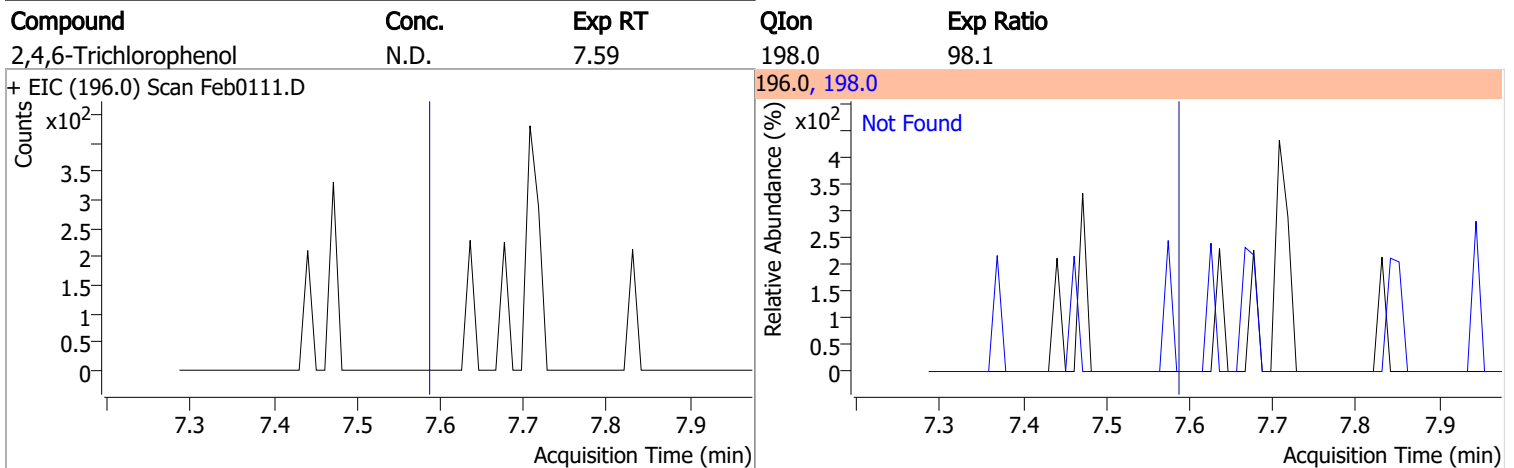 Compound Conc. Exp RT QIon Exp Ratio
2,4,6-Trichlorophenol N.D. 7.59 198.0 98.1
+ EIC (196.0) Scan Feb0111.D
Counts
x10²
3.5
3
2.5
2
1.5
1
0.5
0
7.3 7.4 7.5 7.6 7.7 7.8 7.9
Acquisition Time (min)
196.0, 198.0
Relative Abundance (%)
x10²
Not Found
4
3.5
3
2.5
2
1.5
1
0.5
0
7.3 7.4 7.5 7.6 7.7 7.8 7.9
Acquisition Time (min)